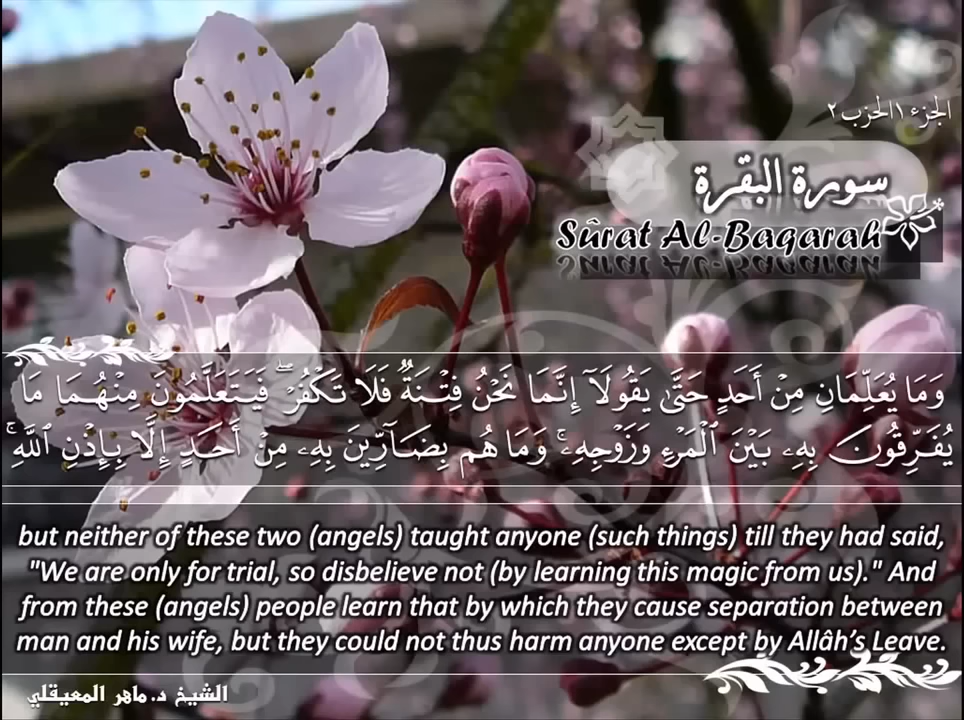 الجزء ١ الحزب ٢
سورة البقرة
Sûrat Al-Baqarah
وَمَا يُعَلِّمَانِ مِنْ أَحَدٍ حَتَّىٰ يَقُولَآ إِنَّمَا نَحْنُ فِتْنَةٌ فَلَا تَكْفُرْ ۖ فَيَتَعَلَّمُونَ مِنْهُمَا مَا
يُفَرِّقُونَ بِهِۦ بَيْنَ ٱلْمَرْءِ وَزَوْجِهِۦ ۚ وَمَا هُم بِضَآرِّينَ بِهِۦ مِنْ أَحَدٍ إِلَّا بِإِذْنِ ٱللَّهِ ۚ
but neither of these two (angels) taught anyone (such things) till they had said,
"We are only for trial, so disbelieve not (by learning this magic from us)." And
from these (angels) people learn that by which they cause separation between
man and his wife, but they could not thus harm anyone except by Allâh’s Leave.
الشيخ د. ماهر المعيقلي